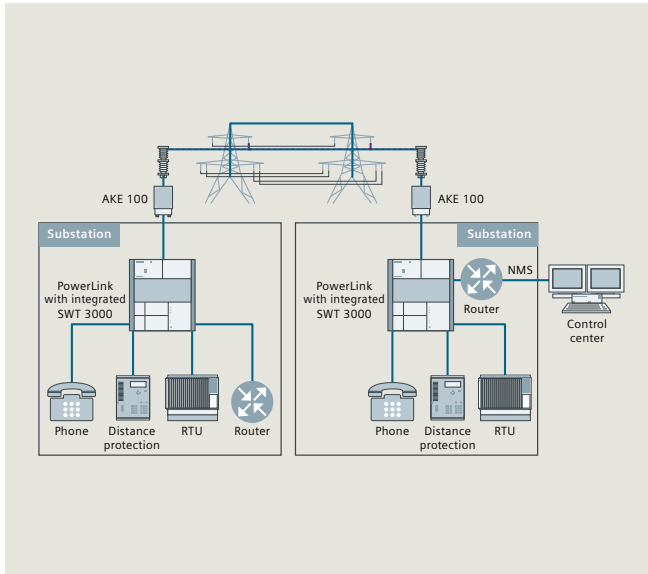 AKE 100
AKE 100
Substation
PowerLink
with integrated
SWT 3000
Phone
Distance
protection
RTU
Router
Substation
PowerLink
with integrated
SWT 3000
Router
NMS
Control
center
Phone
Distance
protection
RTU